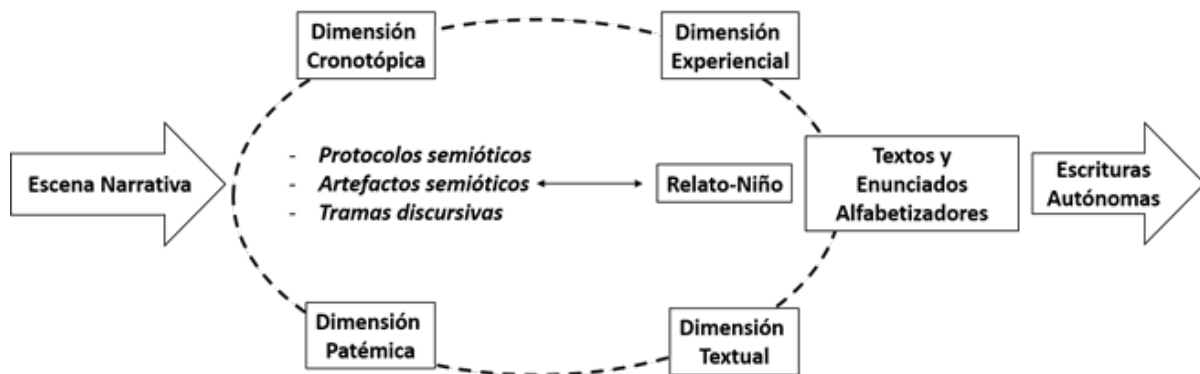 Dimensión
Cronotópica
Dimensión
Experiencial
Escena Narrativa
- Protocolos semióticos
- Artefactos semióticos
- Tramas discursivas
Relato-Niño
Textos y
Enunciados
Alfabetizadores
Escrituras
Autónomas
Dimensión
Patémica
Dimensión
Textual